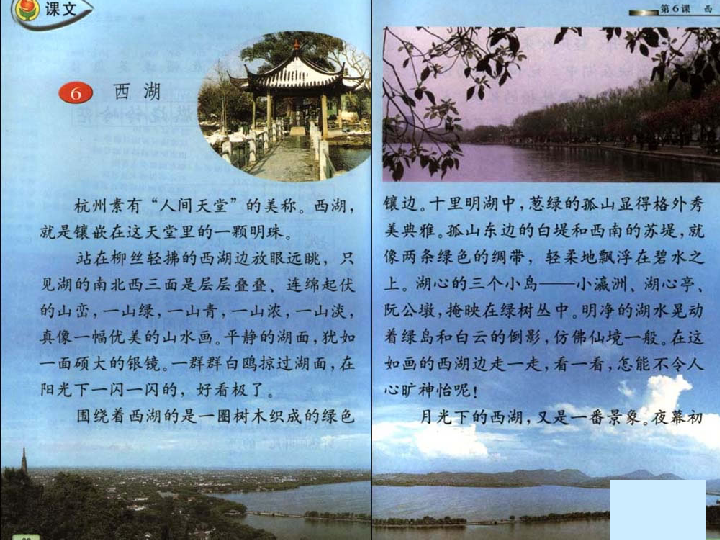 课文
6 西湖
杭州素有“人间天堂”的美称。西湖，
就是镶嵌在这天堂里的一颗明珠。
站在柳丝轻拂的西湖边放眼远眺，只
见湖的南北西三面是层层叠叠、连绵起伏
的山峦，一山绿，一山青，一山浓，一山淡，
真像一幅优美的山水画。平静的湖面，犹如
一面硕大的银镜。一群群白鸥掠过湖面，在
阳光下一闪一闪的，好看极了。
围绕着西湖的是一圈树木织成的绿色
第6课
镶边。十里明湖中，葱绿的孤山显得格外秀
美典雅。孤山东边的白堤和西南的苏堤，就
像两条绿色的绸带，轻柔地飘浮在碧水之
上。湖心的三个小岛——小瀛洲、湖心亭、
阮公墩，掩映在绿树丛中。明净的湖水晃动
着绿岛和白云的倒影，仿佛仙境一般。在这
如画的西湖边走一走，看一看，怎能不令人
心旷神怡呢！
月光下的西湖，又是一番景象。夜幕初